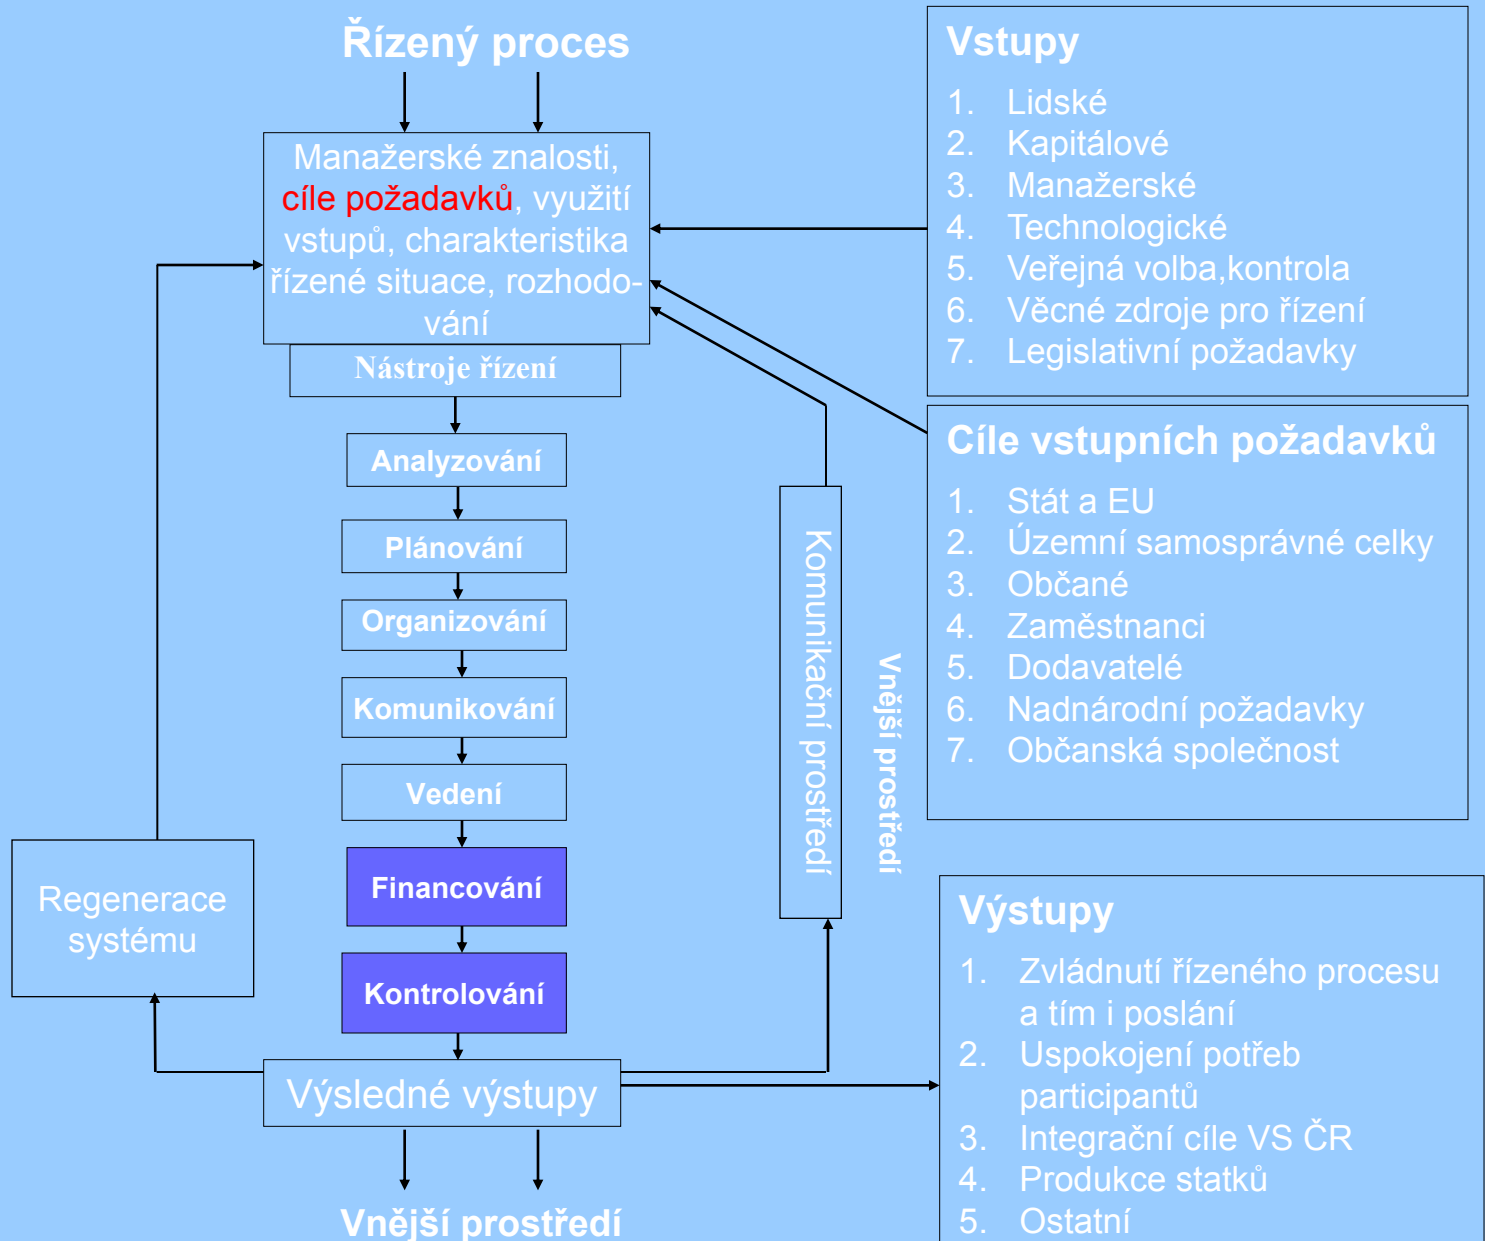 Řízený proces
Manažerské znalosti,
cíle požadavků, využití
vstupů, charakteristika
řízené situace, rozhodo-
vání
Nástroje řízení
Analyzování
Plánování
Organizování
Komunikování
Vedení
Financování
Kontrolování
Výsledné výstupy
Vnější prostředí
Regenerace
systému
Komunikační prostředí
Vnější prostředí
Vstupy
1. Lidské
2. Kapitálové
3. Manažerské
4. Technologické
5. Veřejná volba,kontrola
6. Věcné zdroje pro řízení
7. Legislativní požadavky
Cíle vstupních požadavků
1. Stát a EU
2. Územní samosprávné celky
3. Občané
4. Zaměstnanci
5. Dodavatelé
6. Nadnárodní požadavky
7. Občanská společnost
Výstupy
1. Zvládnutí řízeného procesu
a tím i poslání
2. Uspokojení potřeb
participantů
3. Integrační cíle VS ČR
4. Produkce statků
5. Ostatní